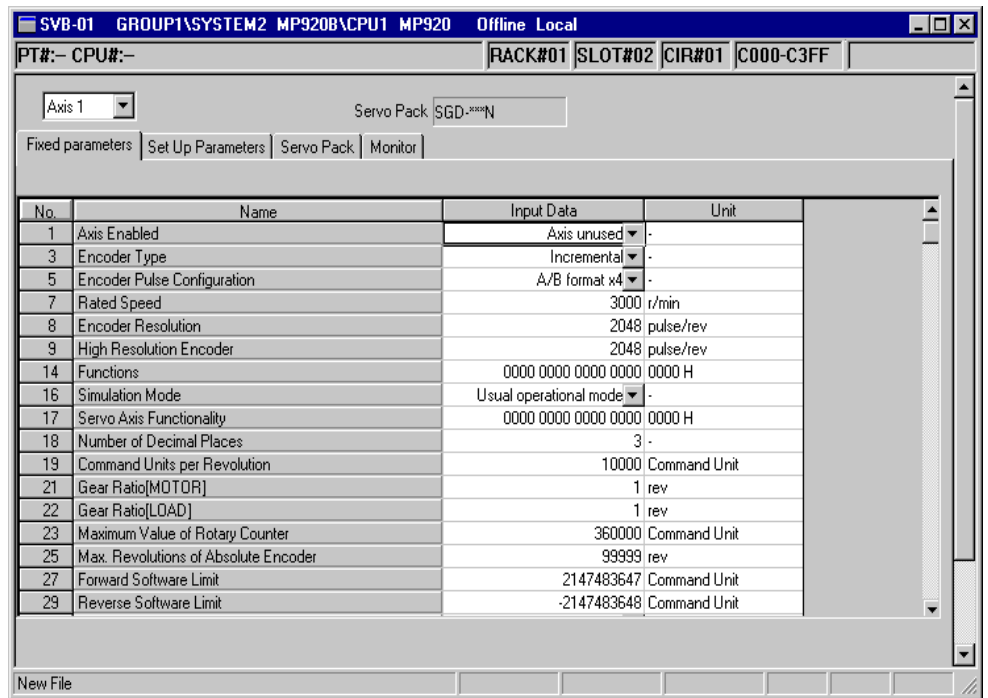 SVB-01 GROUP1\SYSTEM2 MP920B\CPU1 MP920 Offline Local
PT#:– CPU#:– RACK#01 SLOT#02 CIR#01 C000-C3FF
Axis 1 Servo Pack SGD-***N
Fixed parameters Set Up Parameters Servo Pack Monitor
No. Name Input Data Unit
1 Axis Enabled Axis unused -
3 Encoder Type Incremental -
5 Encoder Pulse Configuration A/B format x4 -
7 Rated Speed 3000 r/min
8 Encoder Resolution 2048 pulse/rev
9 High Resolution Encoder 2048 pulse/rev
14 Functions 0000 0000 0000 0000 0000 H
16 Simulation Mode Usual operational mode -
17 Servo Axis Functionality 0000 0000 0000 0000 0000 H
18 Number of Decimal Places 3 -
19 Command Units per Revolution 10000 Command Unit
21 Gear Ratio[MOTOR] 1 rev
22 Gear Ratio[LOAD] 1 rev
23 Maximum Value of Rotary Counter 360000 Command Unit
25 Max. Revolutions of Absolute Encoder 99999 rev
27 Forward Software Limit 2147483647 Command Unit
29 Reverse Software Limit -2147483648 Command Unit
New File